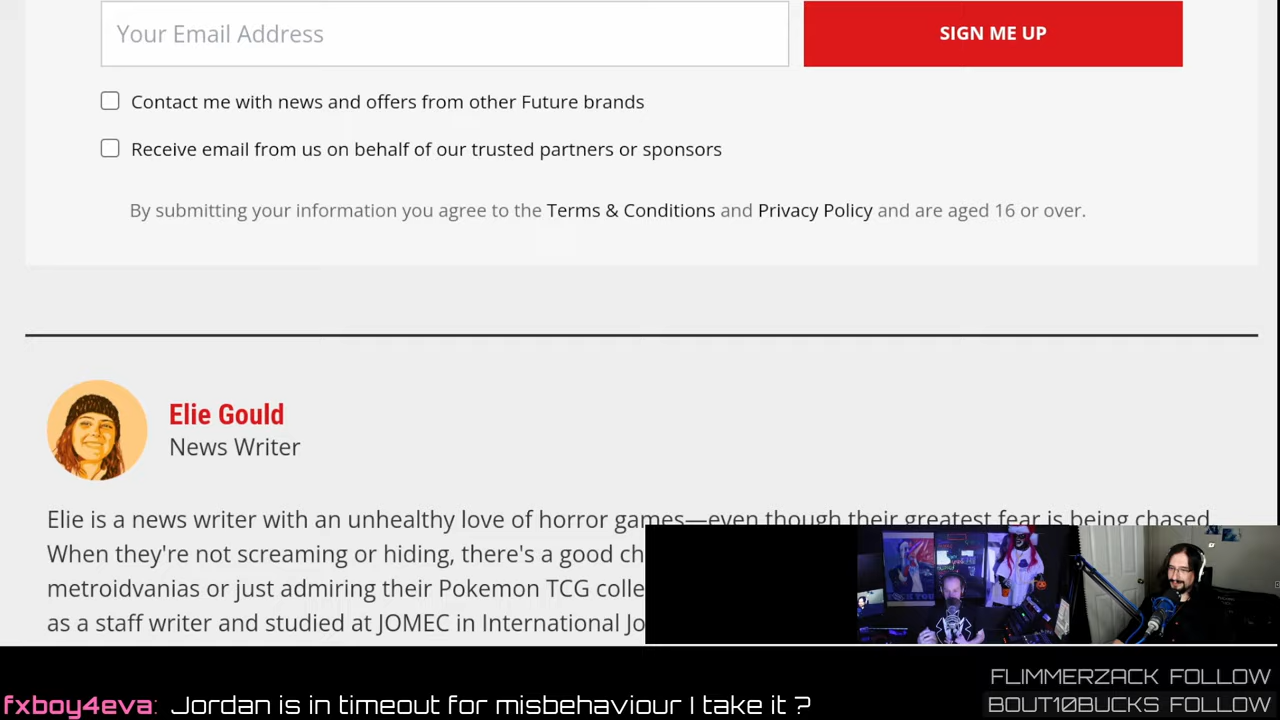 Your Email Address
SIGN ME UP
Contact me with news and offers from other Future brands
Receive email from us on behalf of our trusted partners or sponsors
By submitting your information you agree to the Terms & Conditions and Privacy Policy and are aged 16 or over.
Elie Gould
News Writer
Elie is a news writer with an unhealthy love of horror games—even though their greatest fear is being chased.
When they're not screaming or hiding, there's a good
metroidvanias or just admiring their Pokemon TCG
as a staff writer and studied at JOMEC in International
FLIMMERZACK FOLLOW
fxboy4eva: Jordan is in timeout for misbehaviour I take it ?
BOUT10BUCKS FOLLOW